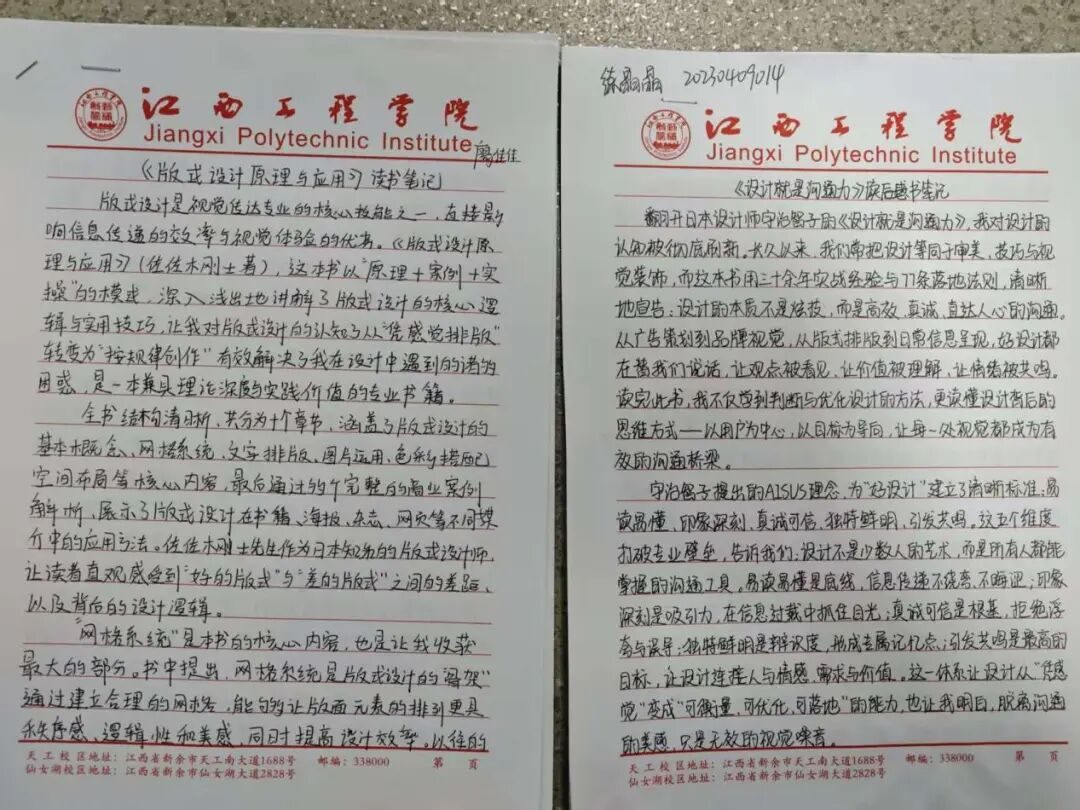 江西工程学院
Jiangxi Polytechnic Institute
廖佳佳
《版式设计原理与应用》读书笔记
版式设计是视觉传达专业的核心技能之一，直接影
响信息传递的效率与视觉体验的优劣。《版式设计原
理与应用》（佐佐木刚士著），这本书以"原理+案例+实
操"的模式，深入浅出地讲解了版式设计的核心逻
辑与实用技巧，让我对版式设计的认知从"凭感觉排版"
转变为"按规律创作"有效解决了我在设计中遇到的诸多
困惑，是一本兼具理论深度与实践价值的专业书籍。
全书结构清晰，共分为十个章节，涵盖了版式设计的
基本概念、网格系统、文字排版、图片运用、色彩搭配
空间布局等核心内容，最后通过多个完整的商业案例
解析，展示了版式设计在书籍、海报、杂志、网页等不同媒
介中的应用方法。佐佐木刚士先生作为日本知名的版式设计师，
让读者直观感受到"好的版式"与"差的版式"之间的差距，
以及背后的设计逻辑。
"网格系统"是本书的核心内容，也是让我收获
最大的部分。书中提出，网格系统是版式设计的"骨架"
通过建立合理的网格，能够让版面元素的排列更具
秩序感、逻辑性和美感，同时提高设计效率。以往的
天工校区地址：江西省新余市天工南大道1688号 邮编：338000 第 页
仙女湖校区地址：江西省新余市仙女湖大道2828号
20230409014
江西工程学院
Jiangxi Polytechnic Institute
《设计就是沟通力》读后感书笔记
翻开日本设计师宇治智子的《设计就是沟通力》，我对设计的
认知被彻底刷新。长久以来，我们常把设计等同于审美，技巧与视
觉装饰，而这本书用三十余年实战经验与77条落地法则，清晰
地宣告：设计的本质不是炫技，而是高效、真诚、直达人心的沟通。
从广告策划到品牌视觉，从版式排版到日常信息呈现，好设计都
在替我们说话，让观点被看见，让价值被理解，让情绪被共鸣。
读完此书，我不仅学到判断与优化设计的方法，更读懂设计背后的
思维方式——以用户为中心，以目标为导向，让每一处视觉都成为有
效的沟通桥梁。
宇治智子提出的AISUS理念，为"好设计"建立了清晰标准：易
读易懂，印象深刻，真诚可信，独特鲜明，引发共鸣。这五个维度
打破专业壁垒，告诉我们：设计不是少数人的艺术，而是所有人都能
掌握的沟通工具。易读易懂是底线，信息传递不破离、不晦涩；印象
深刻是吸引力，在信息过载中抓住目光；真诚可信是根基，拒绝浮
夸与误导；独特鲜明是辩识度，形成专属记忆点；引发共鸣是最高的
目标，让设计连接人与情感、需求与价值。这一体系让设计从"凭感
觉"变成"可衡量，可优化，可落地"的能力，也让我明白，脱离沟通
的美感，只是无效的视觉噪音。
天工校区地址：江西省新余市天工南大道1688号 邮编：338000 第 页
仙女湖校区地址：江西省新余市仙女湖大道2828号